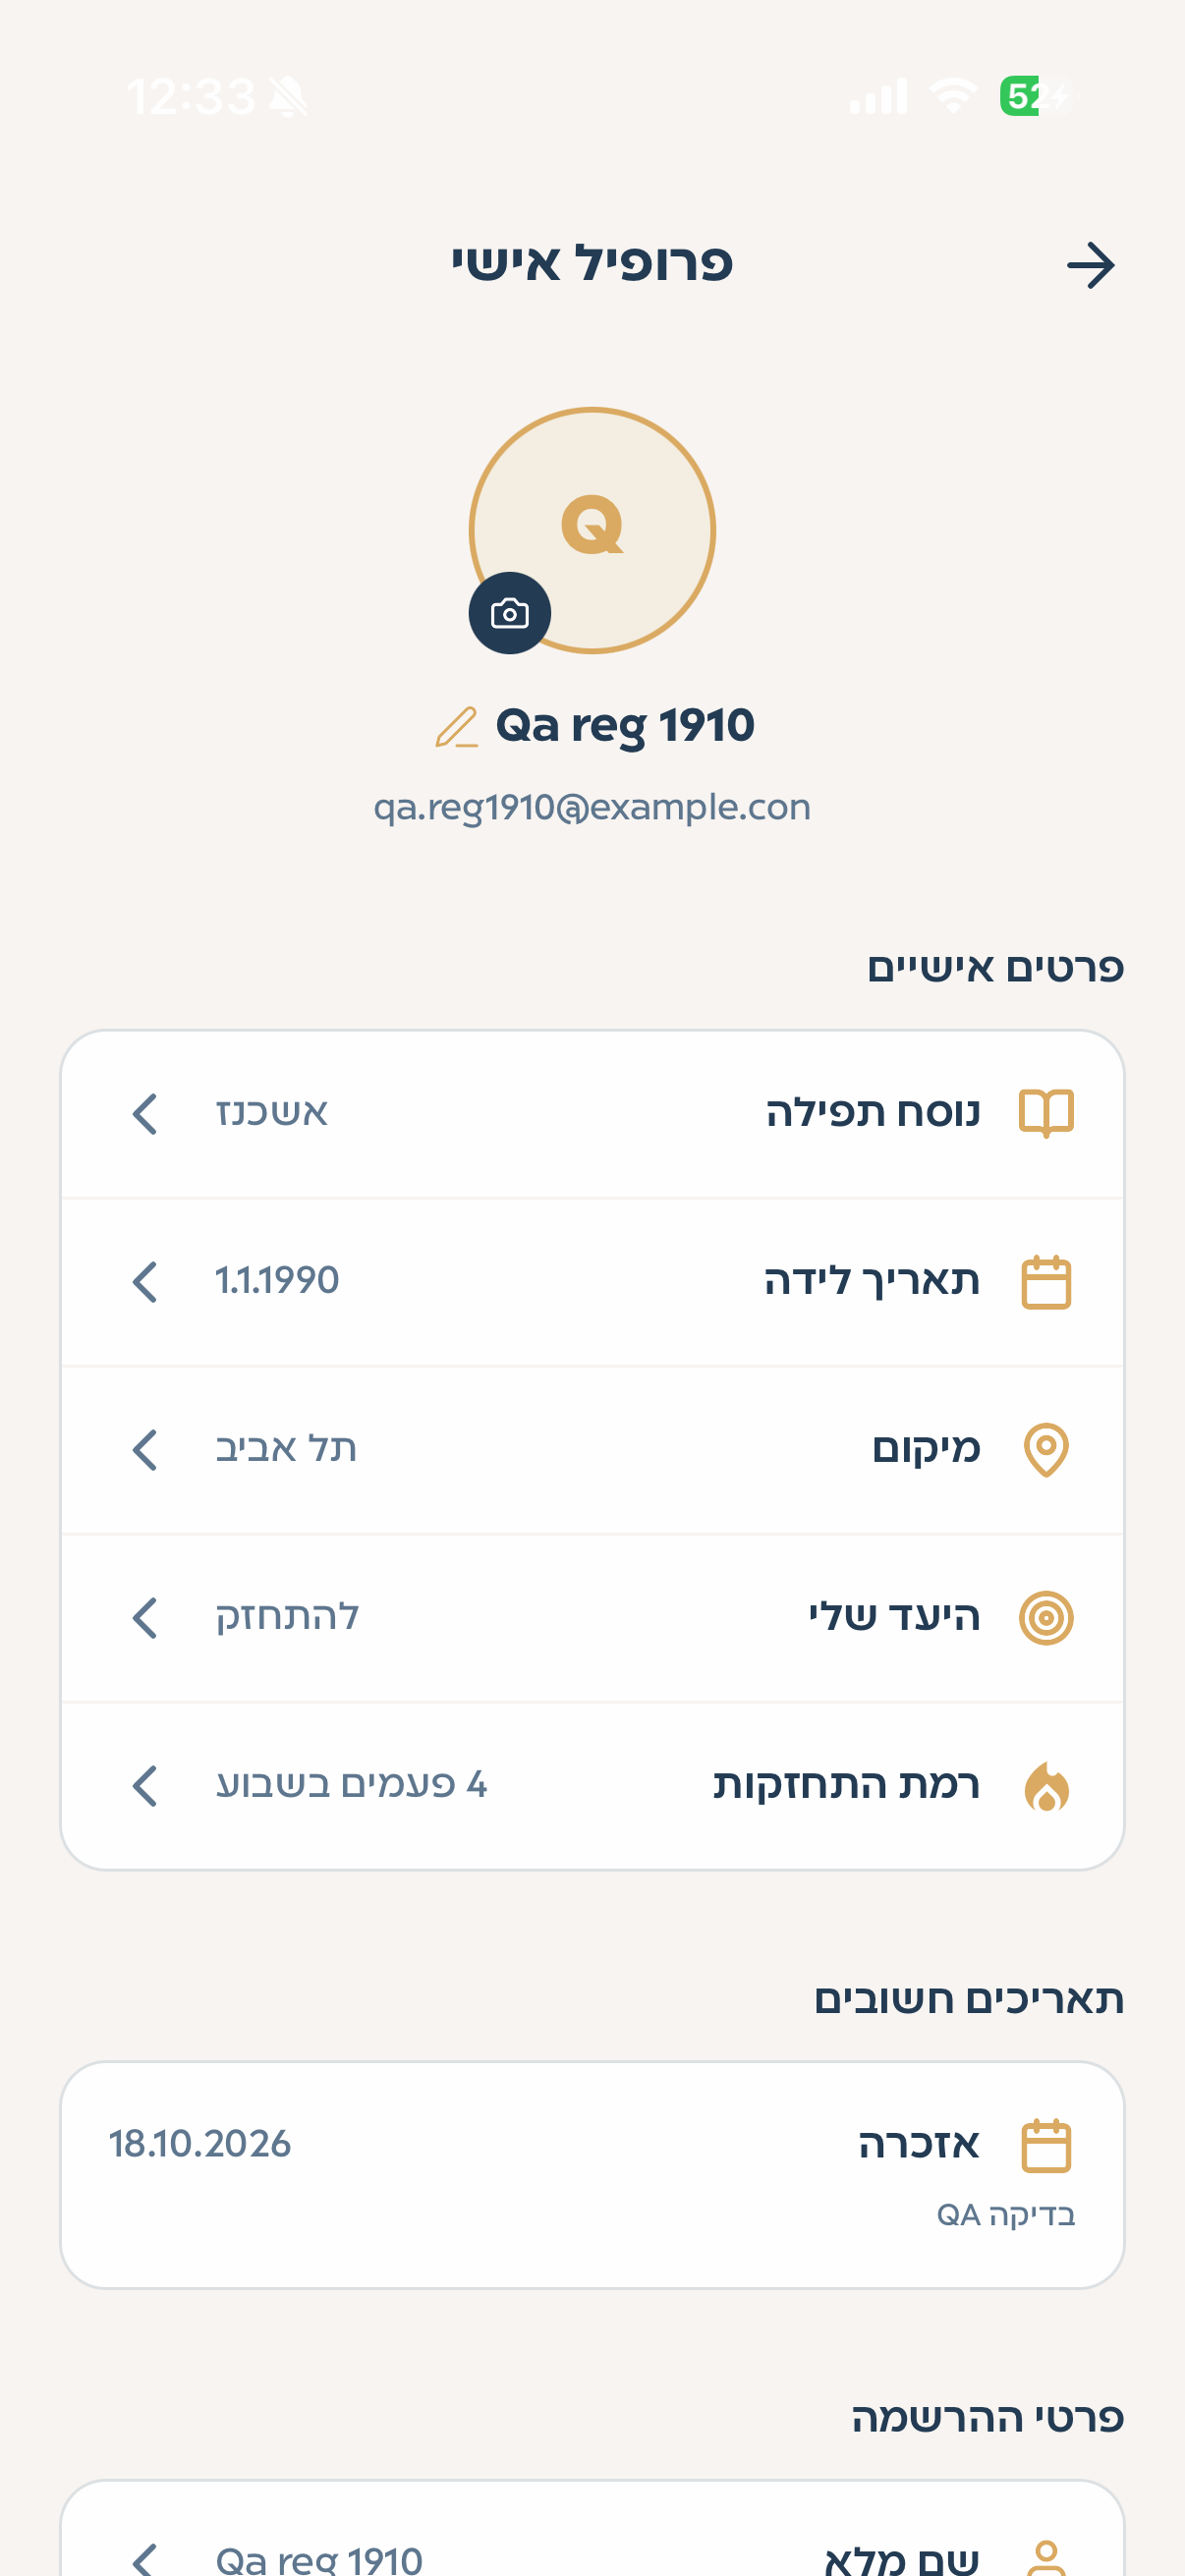 12:33
52
פרופיל אישי
Q
Qa reg 1910
qa.reg1910@example.con
פרטים אישיים
נוסח תפילה אשכנז
תאריך לידה 1.1.1990
מיקום תל אביב
היעד שלי להתחזק
רמת התחזקות 4 פעמים בשבוע
תאריכים חשובים
אזכרה 18.10.2026
בדיקה QA
פרטי ההרשמה
שם מלא Qa reg 1910